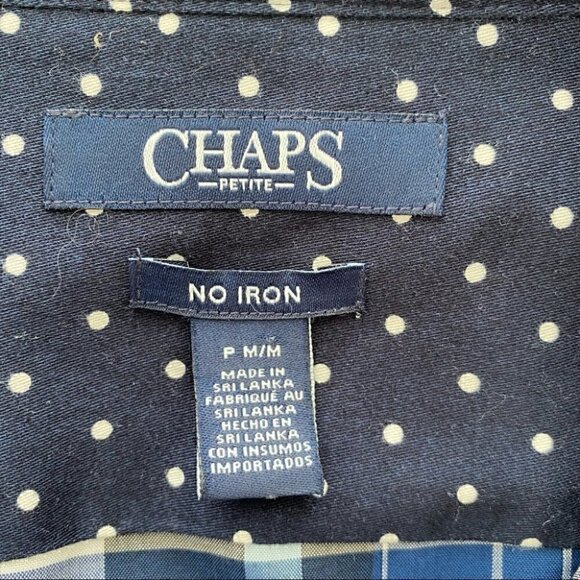 CHAPS
PETITE
NO IRON
P M/M
MADE IN
SRI LANKA
FABRIQUÉ AU
SRI LANKA
HECHO EN
SRI LANKA
CON INSUMOS
IMPORTADOS